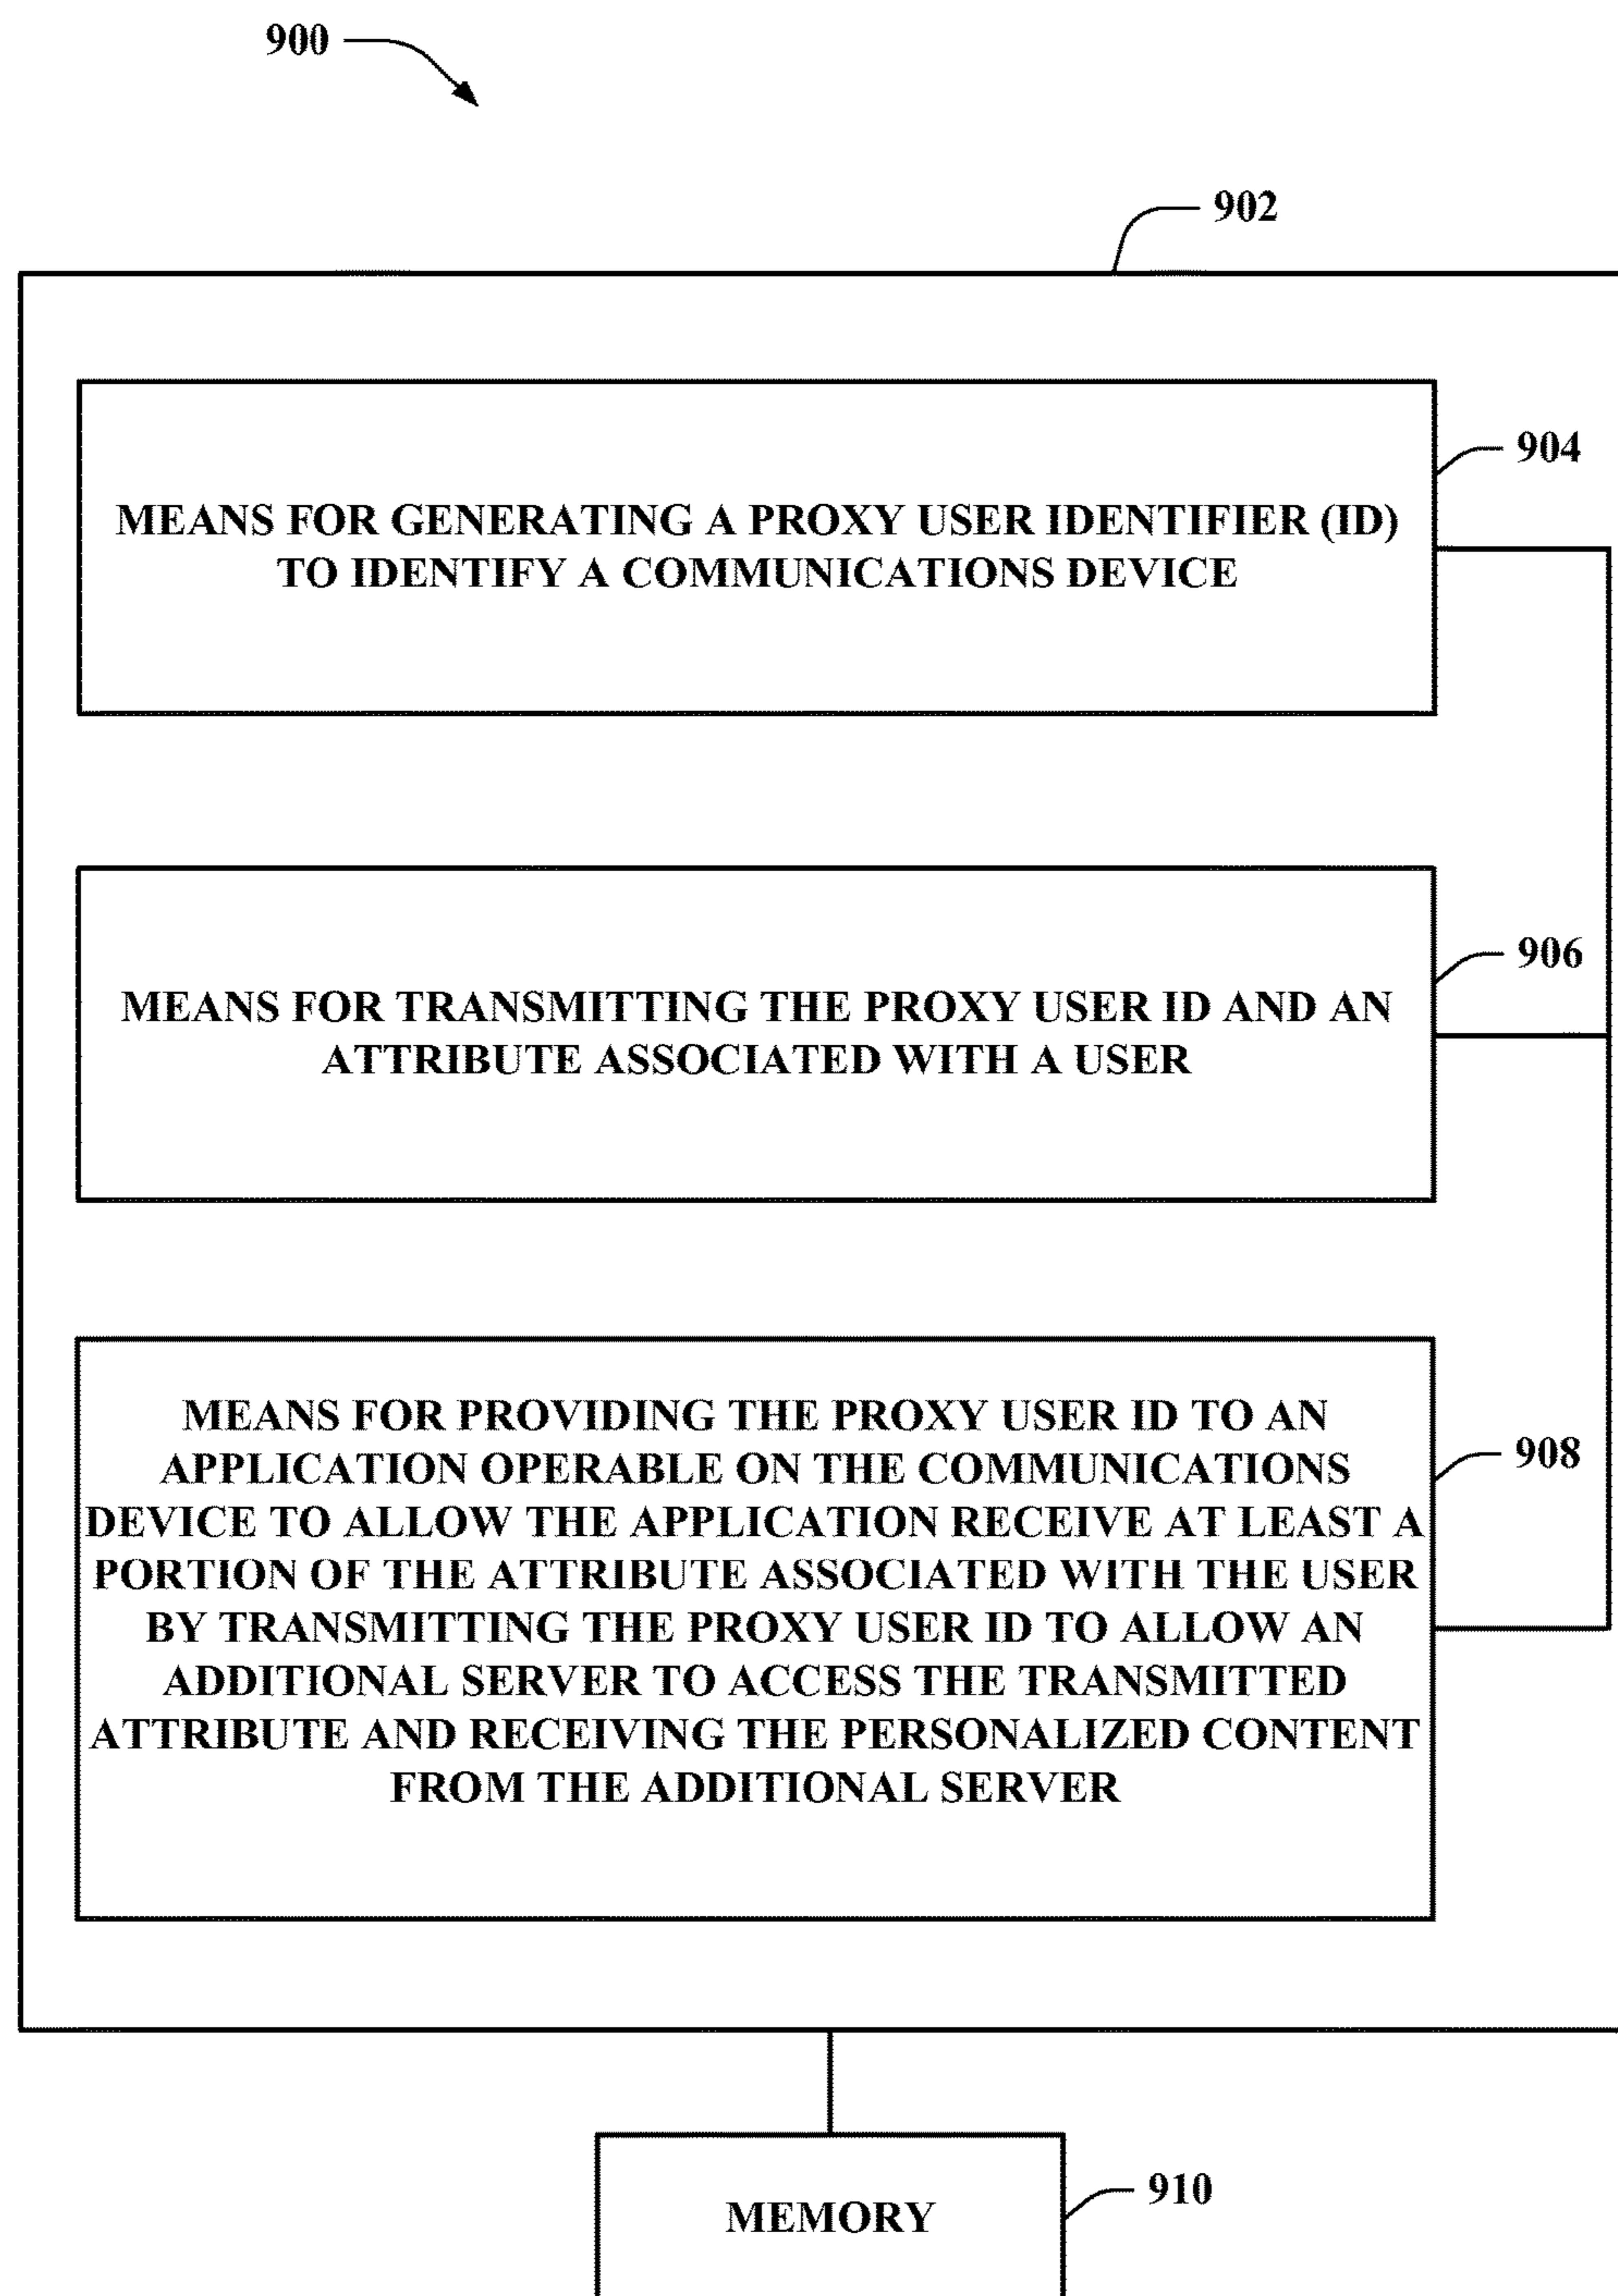 900
902
904
MEANS FOR GENERATING A PROXY USER IDENTIFIER (ID)
TO IDENTIFY A COMMUNICATIONS DEVICE
906
MEANS FOR TRANSMITTING THE PROXY USER ID AND AN
ATTRIBUTE ASSOCIATED WITH A USER
908
MEANS FOR PROVIDING THE PROXY USER ID TO AN
APPLICATION OPERABLE ON THE COMMUNICATIONS
DEVICE TO ALLOW THE APPLICATION RECEIVE AT LEAST A
PORTION OF THE ATTRIBUTE ASSOCIATED WITH THE USER
BY TRANSMITTING THE PROXY USER ID TO ALLOW AN
ADDITIONAL SERVER TO ACCESS THE TRANSMITTED
ATTRIBUTE AND RECEIVING THE PERSONALIZED CONTENT
FROM THE ADDITIONAL SERVER
910
MEMORY